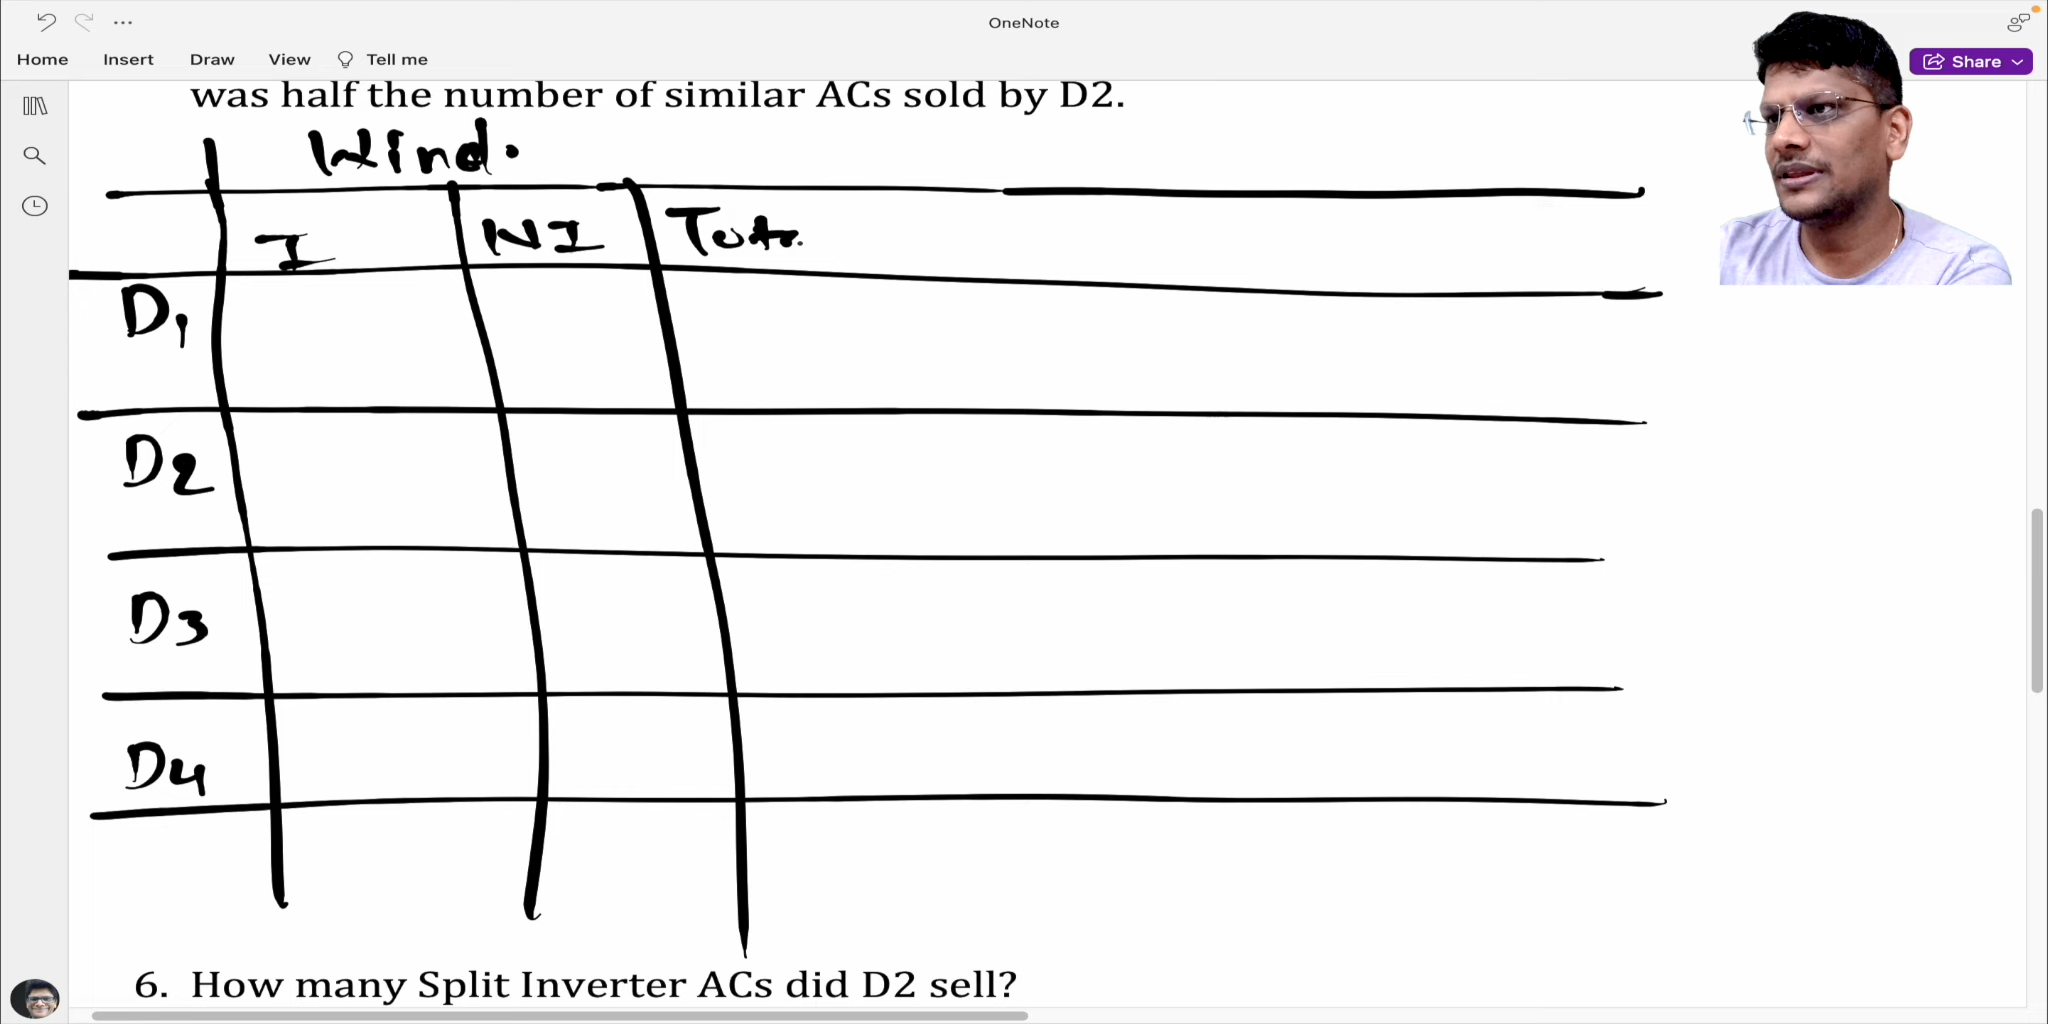 OneNote
Home Insert Draw View Tell me
Share
was half the number of similar ACs sold by D2.
Wind.
I NI Tota.
D1
D2
D3
D4
6. How many Split Inverter ACs did D2 sell?